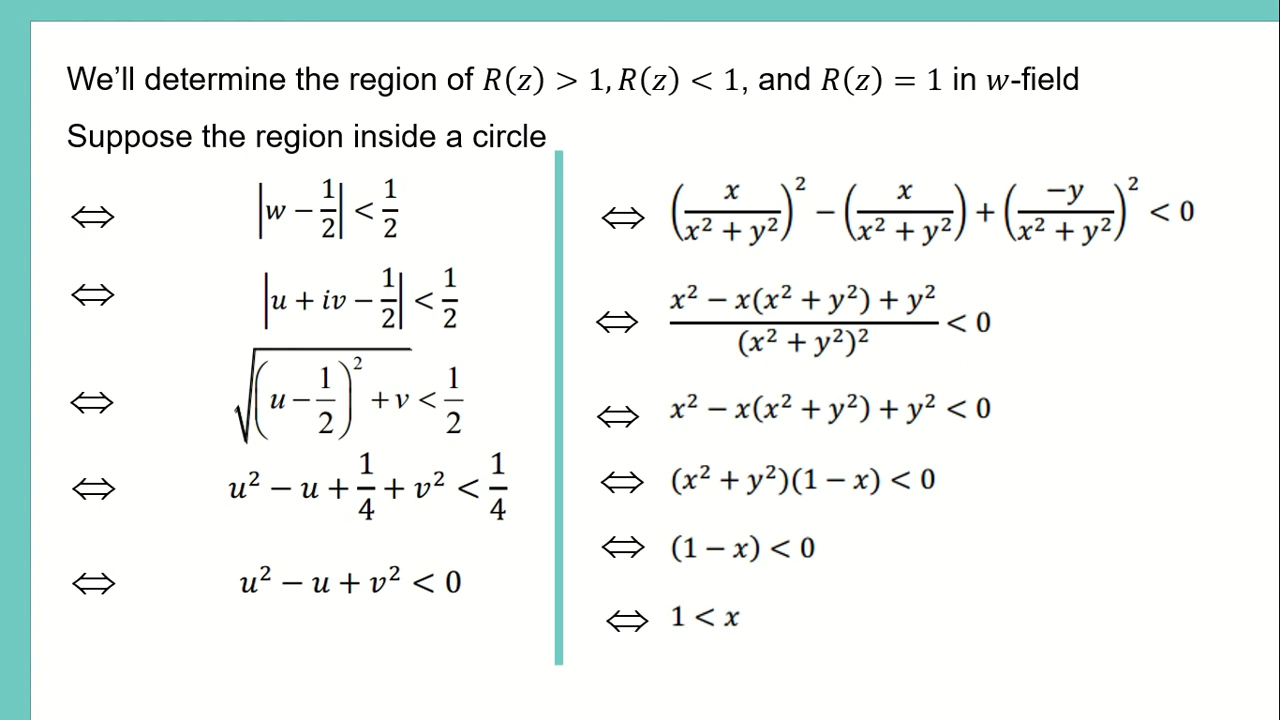 We'll determine the region of R(z) > 1, R(z) < 1, and R(z) = 1 in w-field
Suppose the region inside a circle
⇔ |w − 1/2| < 1/2
⇔ |u + iv − 1/2| < 1/2
⇔ √((u − 1/2)² + v) < 1/2
⇔ u² − u + 1/4 + v² < 1/4
⇔ u² − u + v² < 0
⇔ (x/(x² + y²))² − (x/(x² + y²)) + (−y/(x² + y²))² < 0
⇔ (x² − x(x² + y²) + y²)/(x² + y²)² < 0
⇔ x² − x(x² + y²) + y² < 0
⇔ (x² + y²)(1 − x) < 0
⇔ (1 − x) < 0
⇔ 1 < x